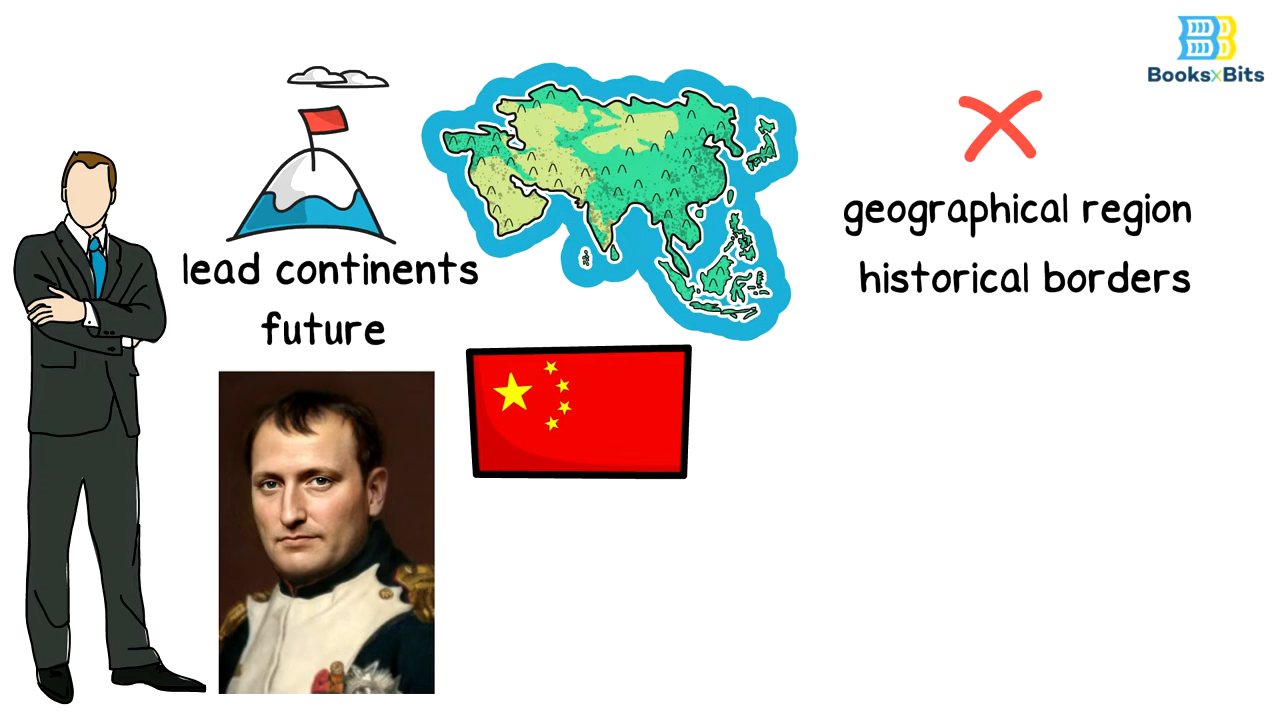 BooksxBits
lead continents
future
geographical region
historical borders